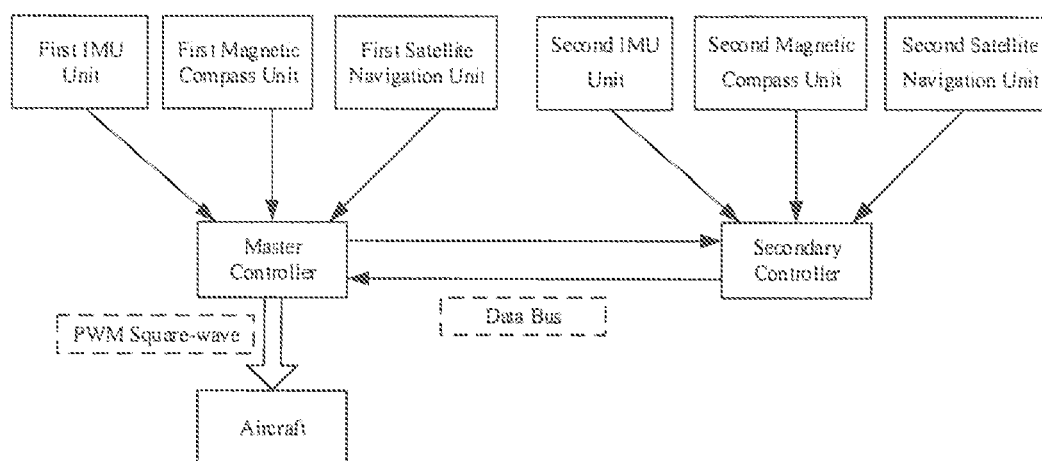 First IMU
Unit
First Magnetic
Compass Unit
First Satellite
Navigation Unit
Second IMU
Unit
Second Magnetic
Compass Unit
Second Satellite
Navigation Unit
Master
Controller
Secondary
Controller
Data Bus
PWM Square-wave
Aircraft